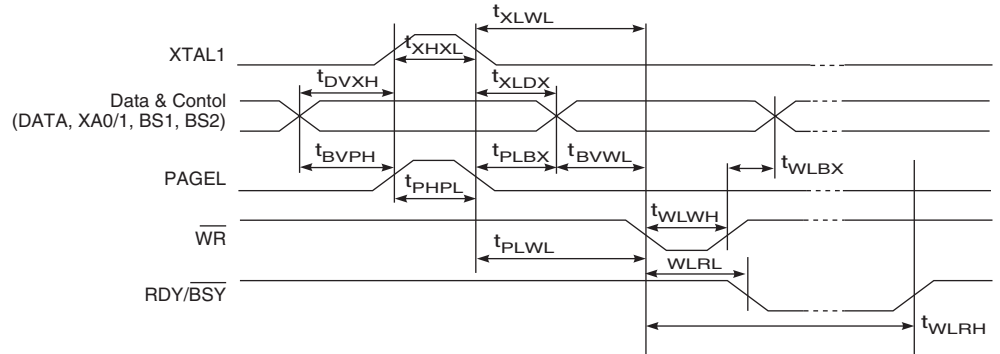 tXLWL
XTAL1
tXHXL
tDVXH
tXLDX
Data & Contol
(DATA, XA0/1, BS1, BS2)
tBVPH
tPLBX
tBVWL
tWLBX
PAGEL
tPHPL
tWLWH
WR
tPLWL
WLRL
RDY/BSY
tWLRH